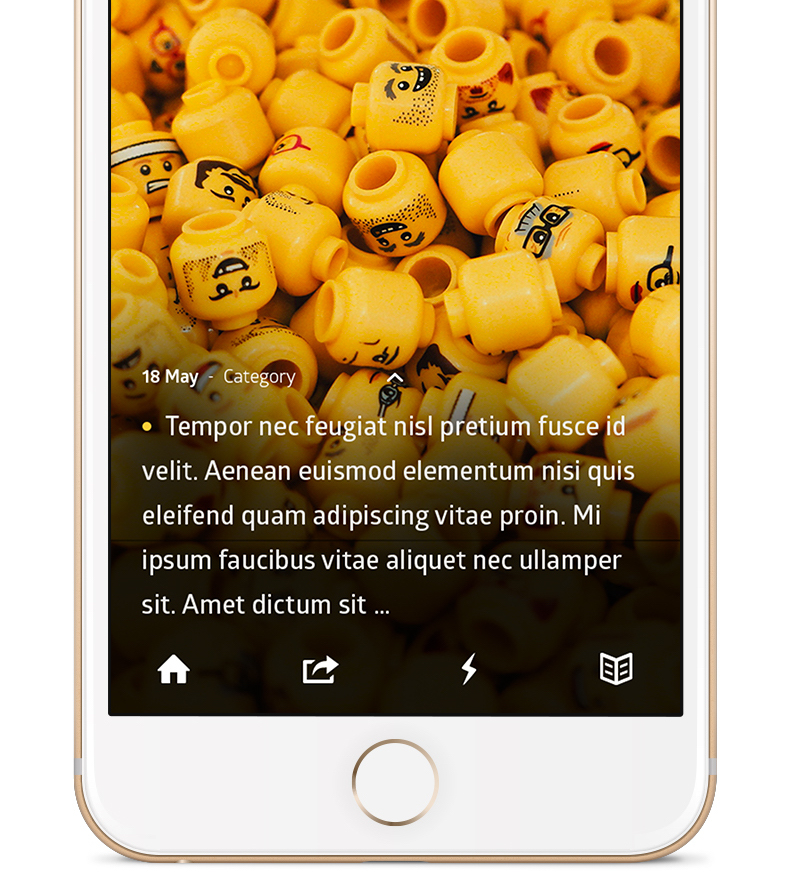 18 May - Category
• Tempor nec feugiat nisl pretium fusce id
velit. Aenean euismod elementum nisi quis
eleifend quam adipiscing vitae proin. Mi
ipsum faucibus vitae aliquet nec ullamper
sit. Amet dictum sit ...